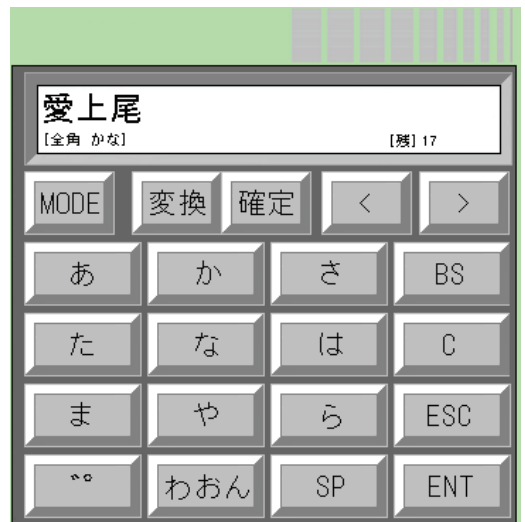 愛上尾
[全角 かな] [残] 17
MODE 変換 確定 < >
あ か さ BS
た な は C
ま や ら ESC
゛゜ わをん SP ENT